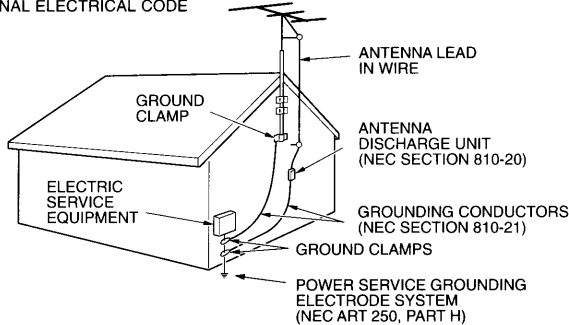 NAL ELECTRICAL CODE
ANTENNA LEAD
IN WIRE
GROUND
CLAMP
ANTENNA
DISCHARGE UNIT
(NEC SECTION 810-20)
ELECTRIC
SERVICE
EQUIPMENT
GROUNDING CONDUCTORS
(NEC SECTION 810-21)
GROUND CLAMPS
POWER SERVICE GROUNDING
ELECTRODE SYSTEM
(NEC ART 250, PART H)